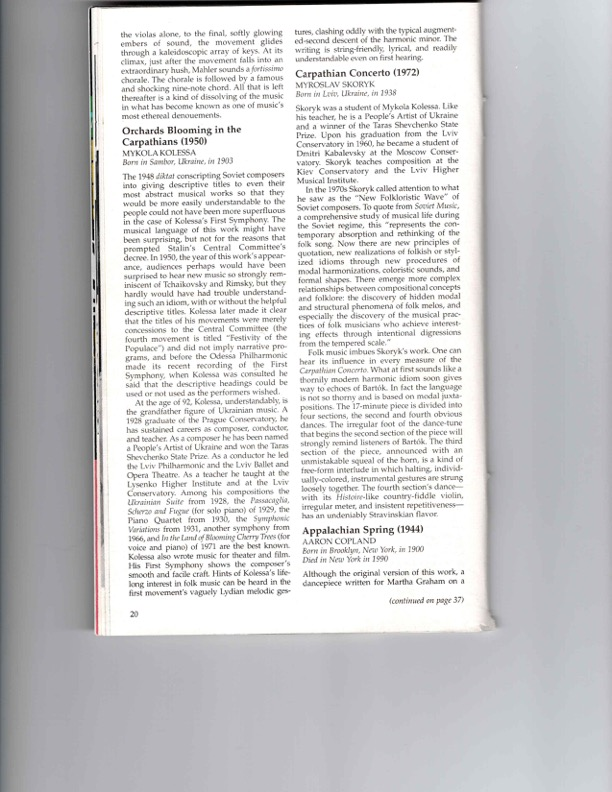 the violas alone, to the final, softly glowing
embers of sound, the movement glides
through a kaleidoscopic array of keys. At its
climax, just after the movement falls into an
extraordinary hush, Mahler sounds a fortissimo
chorale. The chorale is followed by a famous
and shocking nine-note chord. All that is left
thereafter is a kind of dissolving of the music
in what has become known as one of music's
most ethereal denouements.
Orchards Blooming in the
Carpathians (1950)
MYKOLA KOLESSA
Born in Sambor, Ukraine, in 1903
The 1948 diktat conscripting Soviet composers
into giving descriptive titles to even their
most abstract musical works so that they
would be more easily understandable to the
people could not have been more superfluous
in the case of Kolessa's First Symphony. The
musical language of this work might have
been surprising, but not for the reasons that
prompted Stalin's Central Committee's
decree. In 1950, the year of this work's appear-
ance, audiences perhaps would have been
surprised to hear new music so strongly rem-
iniscent of Tchaikovsky and Rimsky, but they
hardly would have had trouble understand-
ing such an idiom, with or without the helpful
descriptive titles. Kolessa later made it clear
that the titles of his movements were merely
concessions to the Central Committee (the
fourth movement is titled "Festivity of the
Populace") and did not imply narrative pro-
grams, and before the Odessa Philharmonic
made its recent recording of the First
Symphony, when Kolessa was consulted he
said that the descriptive headings could be
used or not used as the performers wished.
At the age of 92, Kolessa, understandably, is
the grandfather figure of Ukrainian music. A
1928 graduate of the Prague Conservatory, he
has sustained careers as composer, conductor,
and teacher. As a composer he has been named
a People's Artist of Ukraine and won the Taras
Shevchenko State Prize. As a conductor he led
the Lviv Philharmonic and the Lviv Ballet and
Opera Theatre. As a teacher he taught at the
Lysenko Higher Institute and at the Lviv
Conservatory. Among his compositions the
Ukrainian Suite from 1928, the Passacaglia,
Scherzo and Fugue (for solo piano) of 1929, the
Piano Quartet from 1930, the Symphonic
Variations from 1931, another symphony from
1966, and In the Land of Blooming Cherry Trees (for
voice and piano) of 1971 are the best known.
Kolessa also wrote music for theater and film.
His First Symphony shows the composer's
smooth and facile craft. Hints of Kolessa's life-
long interest in folk music can be heard in the
first movement's vaguely Lydian melodic ges-
20
tures, clashing oddly with the typical augment-
ed-second descent of the harmonic minor. The
writing is string-friendly, lyrical, and readily
understandable even on first hearing.
Carpathian Concerto (1972)
MYROSLAV SKORYK
Born in Lviv, Ukraine, in 1938
Skoryk was a student of Mykola Kolessa. Like
his teacher, he is a People's Artist of Ukraine
and a winner of the Taras Shevchenko State
Prize. Upon his graduation from the Lviv
Conservatory in 1960, he became a student of
Dmitri Kabalevsky at the Moscow Conser-
vatory. Skoryk teaches composition at the
Kiev Conservatory and the Lviv Higher
Musical Institute.
In the 1970s Skoryk called attention to what
he saw as the "New Folkloristic Wave" of
Soviet composers. To quote from Soviet Music,
a comprehensive study of musical life during
the Soviet regime, this "represents the con-
temporary absorption and rethinking of the
folk song. Now there are new principles of
quotation, new realizations of folkish or styl-
ized idioms through new procedures of
modal harmonizations, coloristic sounds, and
formal shapes. There emerge more complex
relationships between compositional concepts
and folklore: the discovery of hidden modal
and structural phenomena of folk melos, and
especially the discovery of the musical prac-
tices of folk musicians who achieve interest-
ing effects through intentional digressions
from the tempered scale."
Folk music imbues Skoryk's work. One can
hear its influence in every measure of the
Carpathian Concerto. What at first sounds like a
thornily modern harmonic idiom soon gives
way to echoes of Bartók. In fact the language
is not so thorny and is based on modal juxta-
positions. The 17-minute piece is divided into
four sections, the second and fourth obvious
dances. The irregular foot of the dance-tune
that begins the second section of the piece will
strongly remind listeners of Bartók. The third
section of the piece, announced with an
unmistakable squeal of the horn, is a kind of
free-form interlude in which halting, individ-
ually-colored, instrumental gestures are strung
loosely together. The fourth section's dance—
with its Histoire-like country-fiddle violin,
irregular meter, and insistent repetitiveness—
has an undeniably Stravinskian flavor.
Appalachian Spring (1944)
AARON COPLAND
Born in Brooklyn, New York, in 1900
Died in New York in 1990
Although the original version of this work, a
dancepiece written for Martha Graham on a
(continued on page 37)